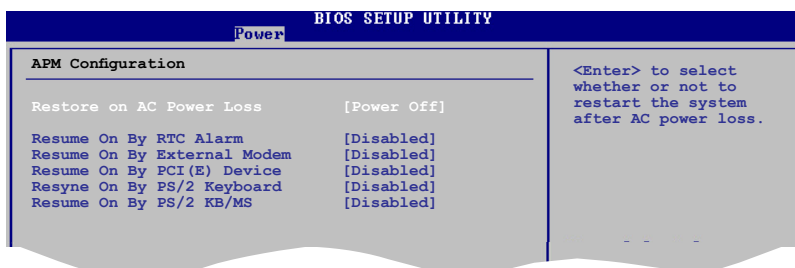 BIOS SETUP UTILITY
Power
APM Configuration
Restore on AC Power Loss [Power Off]
Resume On By RTC Alarm [Disabled]
Resume On By External Modem [Disabled]
Resume On By PCI(E) Device [Disabled]
Resyne On By PS/2 Keyboard [Disabled]
Resume On By PS/2 KB/MS [Disabled]
<Enter> to select
whether or not to
restart the system
after AC power loss.